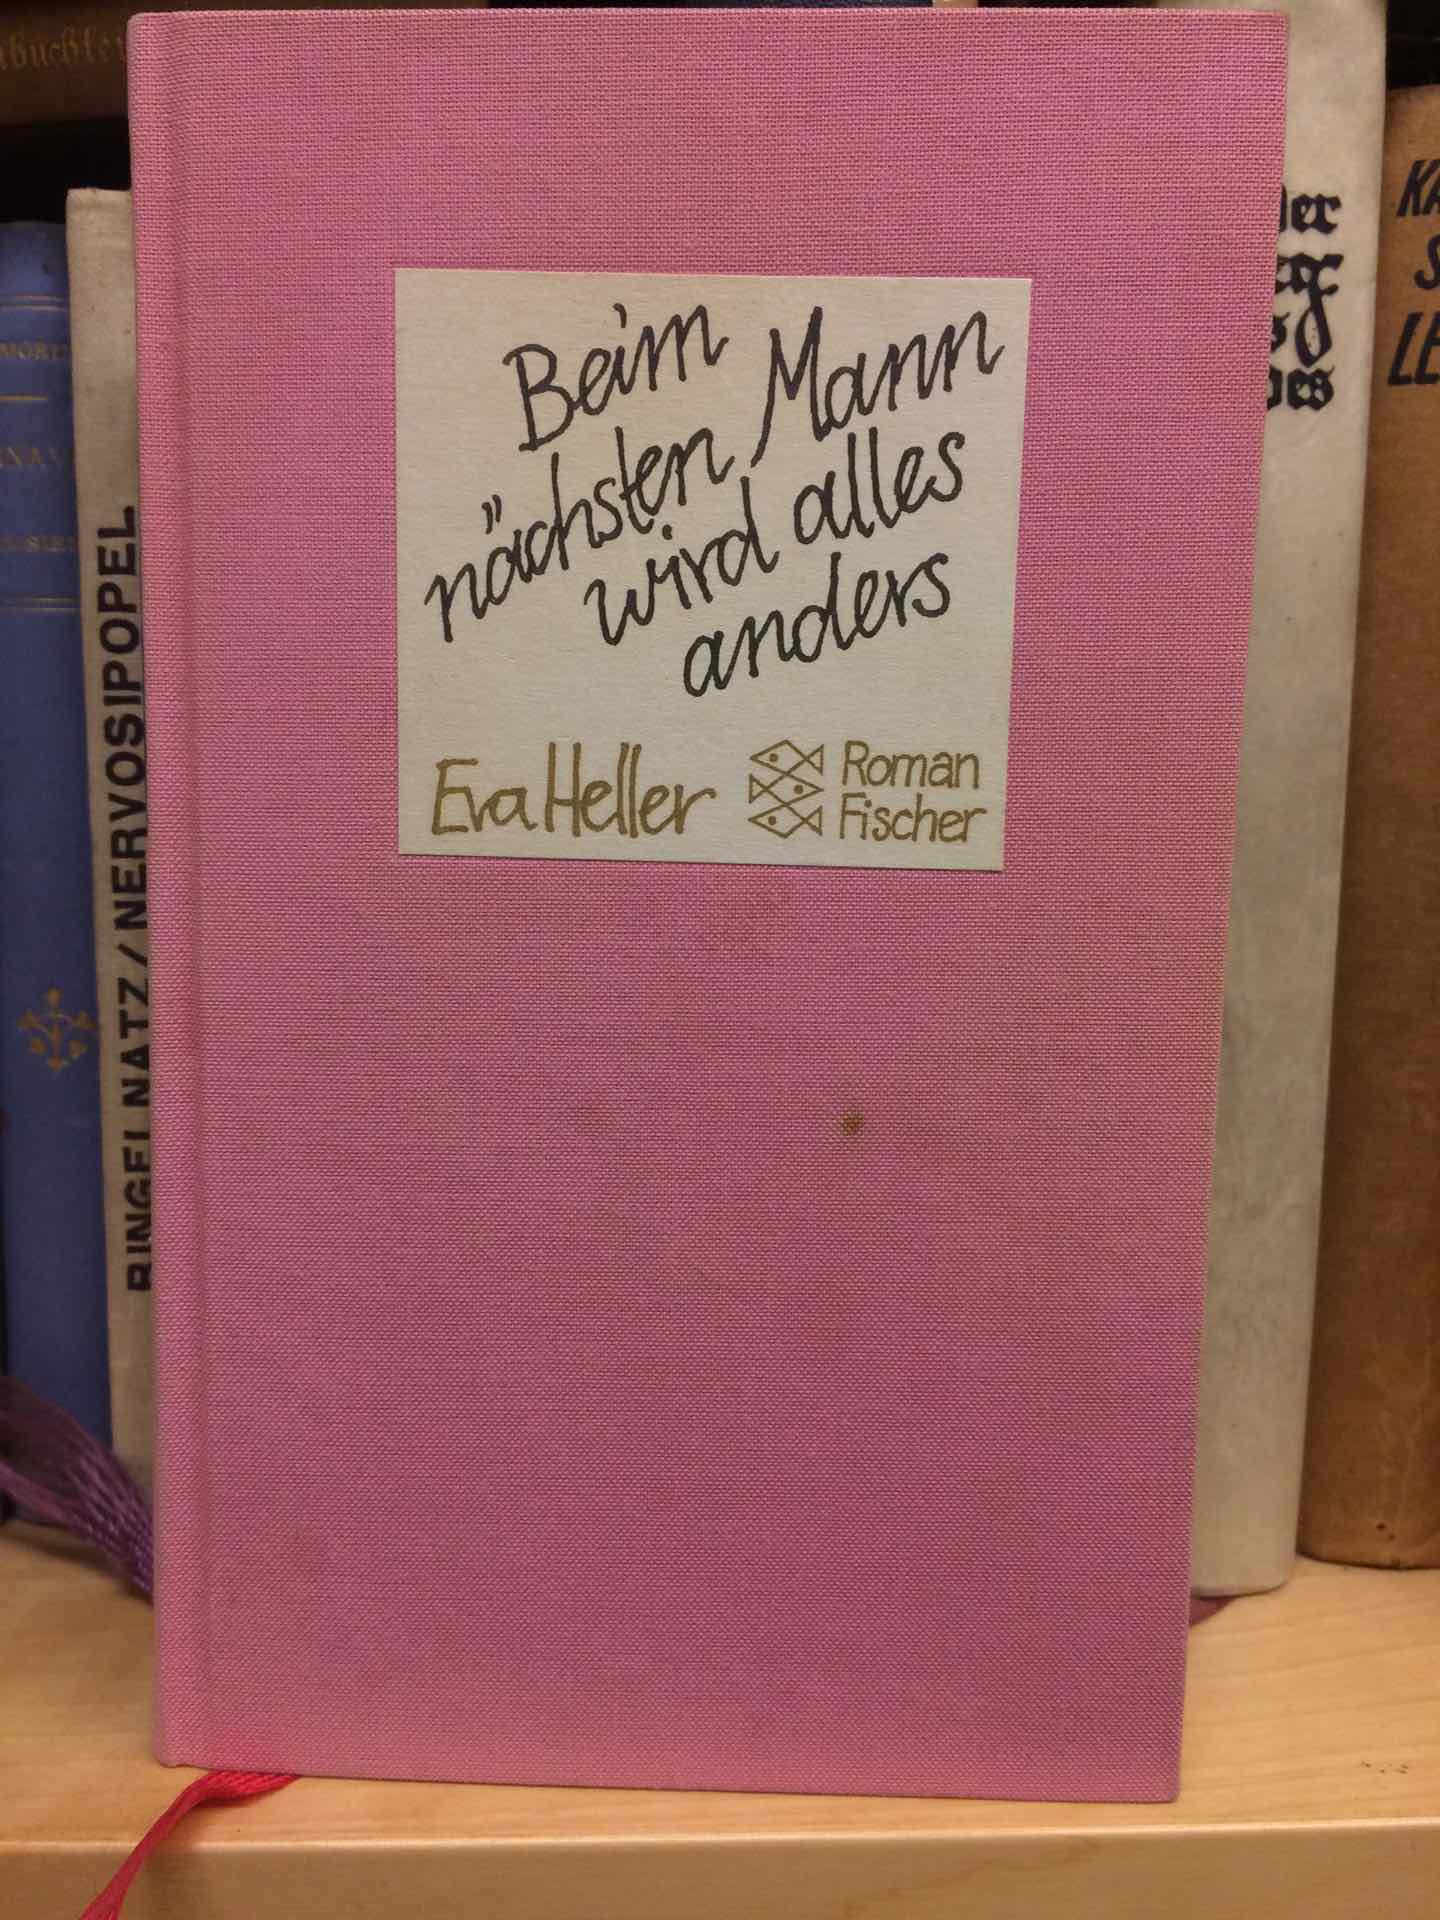 Beim
nächsten Mann
wird alles
anders
Eva Heller
Roman
Fischer
RINGELNATZ / NERVOSIPOPEL